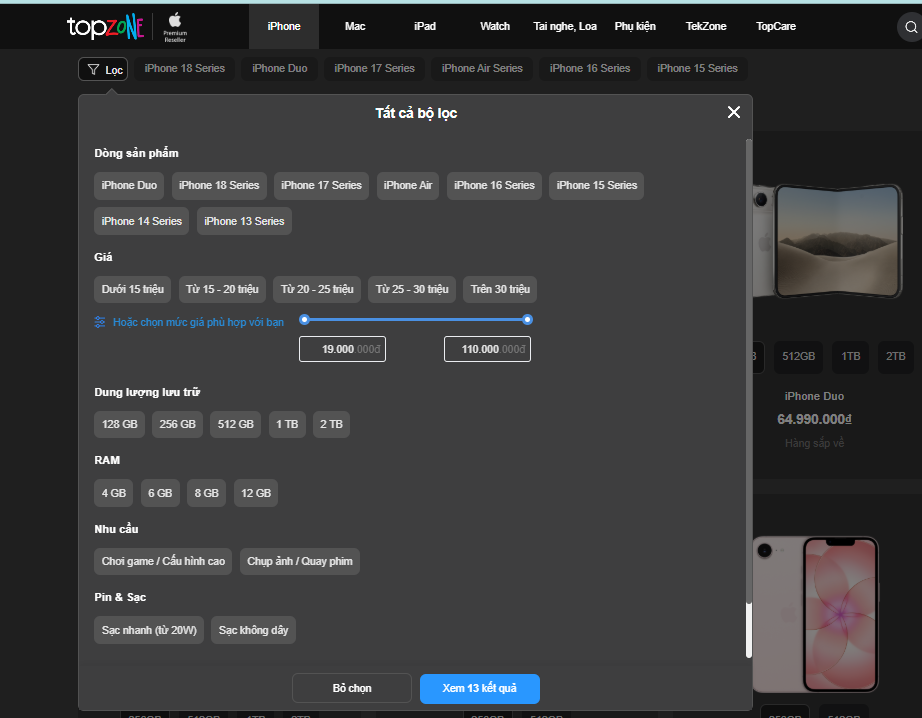 topzone Premium Reseller iPhone Mac iPad Watch Tai nghe, Loa Phụ kiện TekZone TopCare
Lọc iPhone 18 Series iPhone Duo iPhone 17 Series iPhone Air Series iPhone 16 Series iPhone 15 Series
Tất cả bộ lọc
Dòng sản phẩm
iPhone Duo iPhone 18 Series iPhone 17 Series iPhone Air iPhone 16 Series iPhone 15 Series
iPhone 14 Series iPhone 13 Series
Giá
Dưới 15 triệu Từ 15 - 20 triệu Từ 20 - 25 triệu Từ 25 - 30 triệu Trên 30 triệu
Hoặc chọn mức giá phù hợp với bạn
19.000.000đ 110.000.000đ
Dung lượng lưu trữ
128 GB 256 GB 512 GB 1 TB 2 TB
RAM
4 GB 6 GB 8 GB 12 GB
Nhu cầu
Chơi game / Cấu hình cao Chụp ảnh / Quay phim
Pin & Sạc
Sạc nhanh (từ 20W) Sạc không dây
Bỏ chọn Xem 13 kết quả
512GB 1TB 2TB
iPhone Duo
64.990.000₫
Hàng sắp về